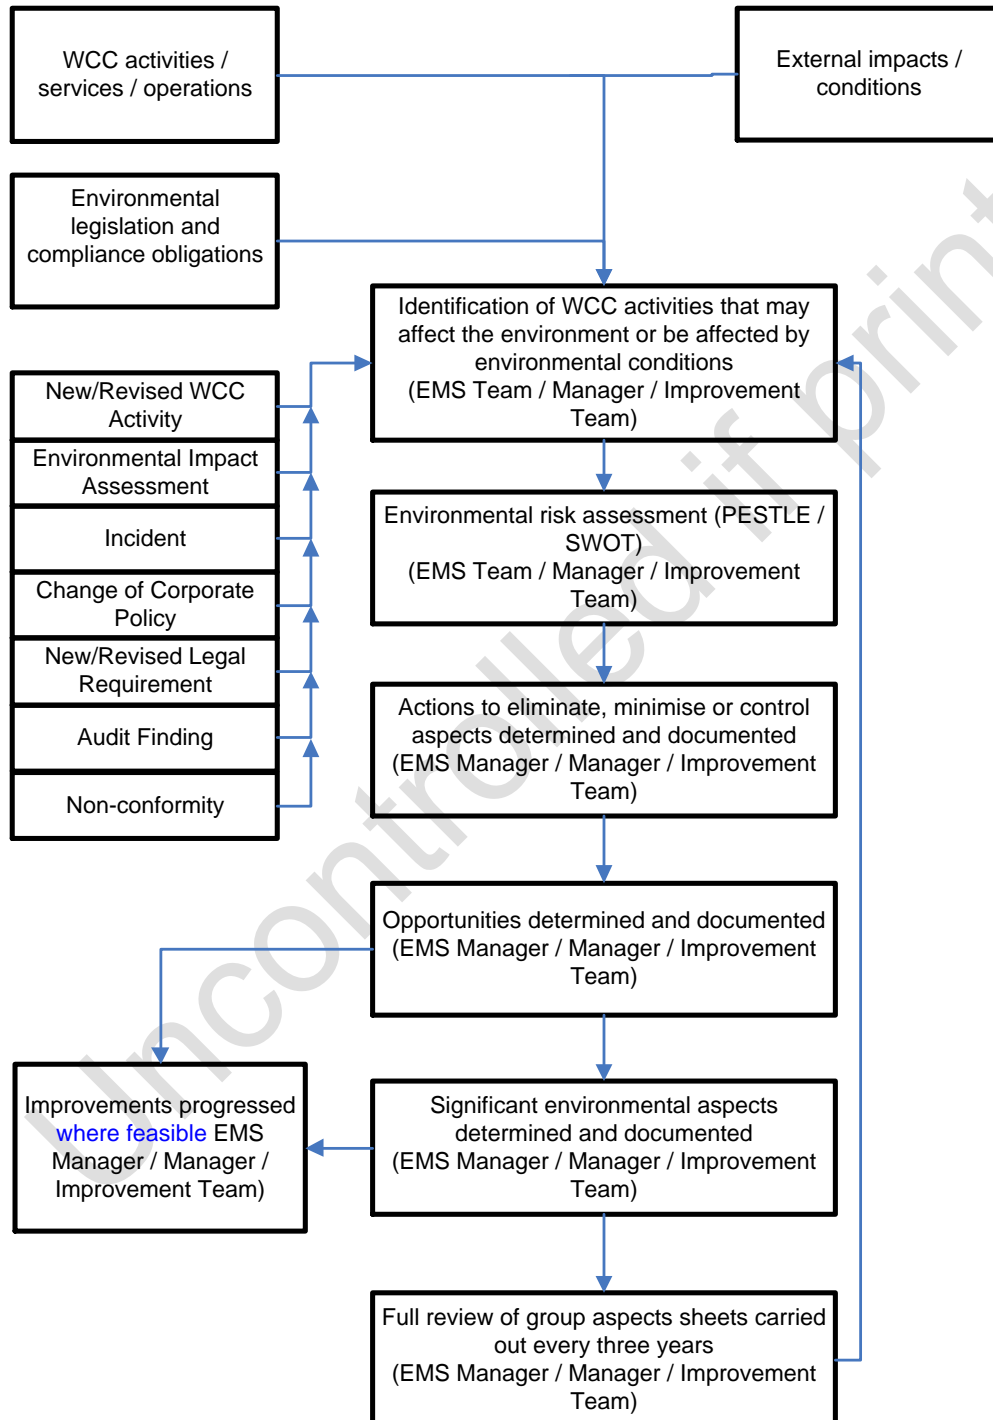 WCC activities /
services / operations
External impacts /
conditions
Environmental
legislation and
compliance obligations
Identification of WCC activities that may
affect the environment or be affected by
environmental conditions
(EMS Team / Manager / Improvement
Team)
New/Revised WCC
Activity
Environmental Impact
Assessment
Incident
Change of Corporate
Policy
New/Revised Legal
Requirement
Audit Finding
Non-conformity
Environmental risk assessment (PESTLE /
SWOT)
(EMS Team / Manager / Improvement
Team)
Actions to eliminate, minimise or control
aspects determined and documented
(EMS Manager / Manager / Improvement
Team)
Opportunities determined and documented
(EMS Manager / Manager / Improvement
Team)
Improvements progressed
where feasible EMS
Manager / Manager /
Improvement Team)
Significant environmental aspects
determined and documented
(EMS Manager / Manager / Improvement
Team)
Full review of group aspects sheets carried
out every three years
(EMS Manager / Manager / Improvement
Team)
Uncontrolled if print